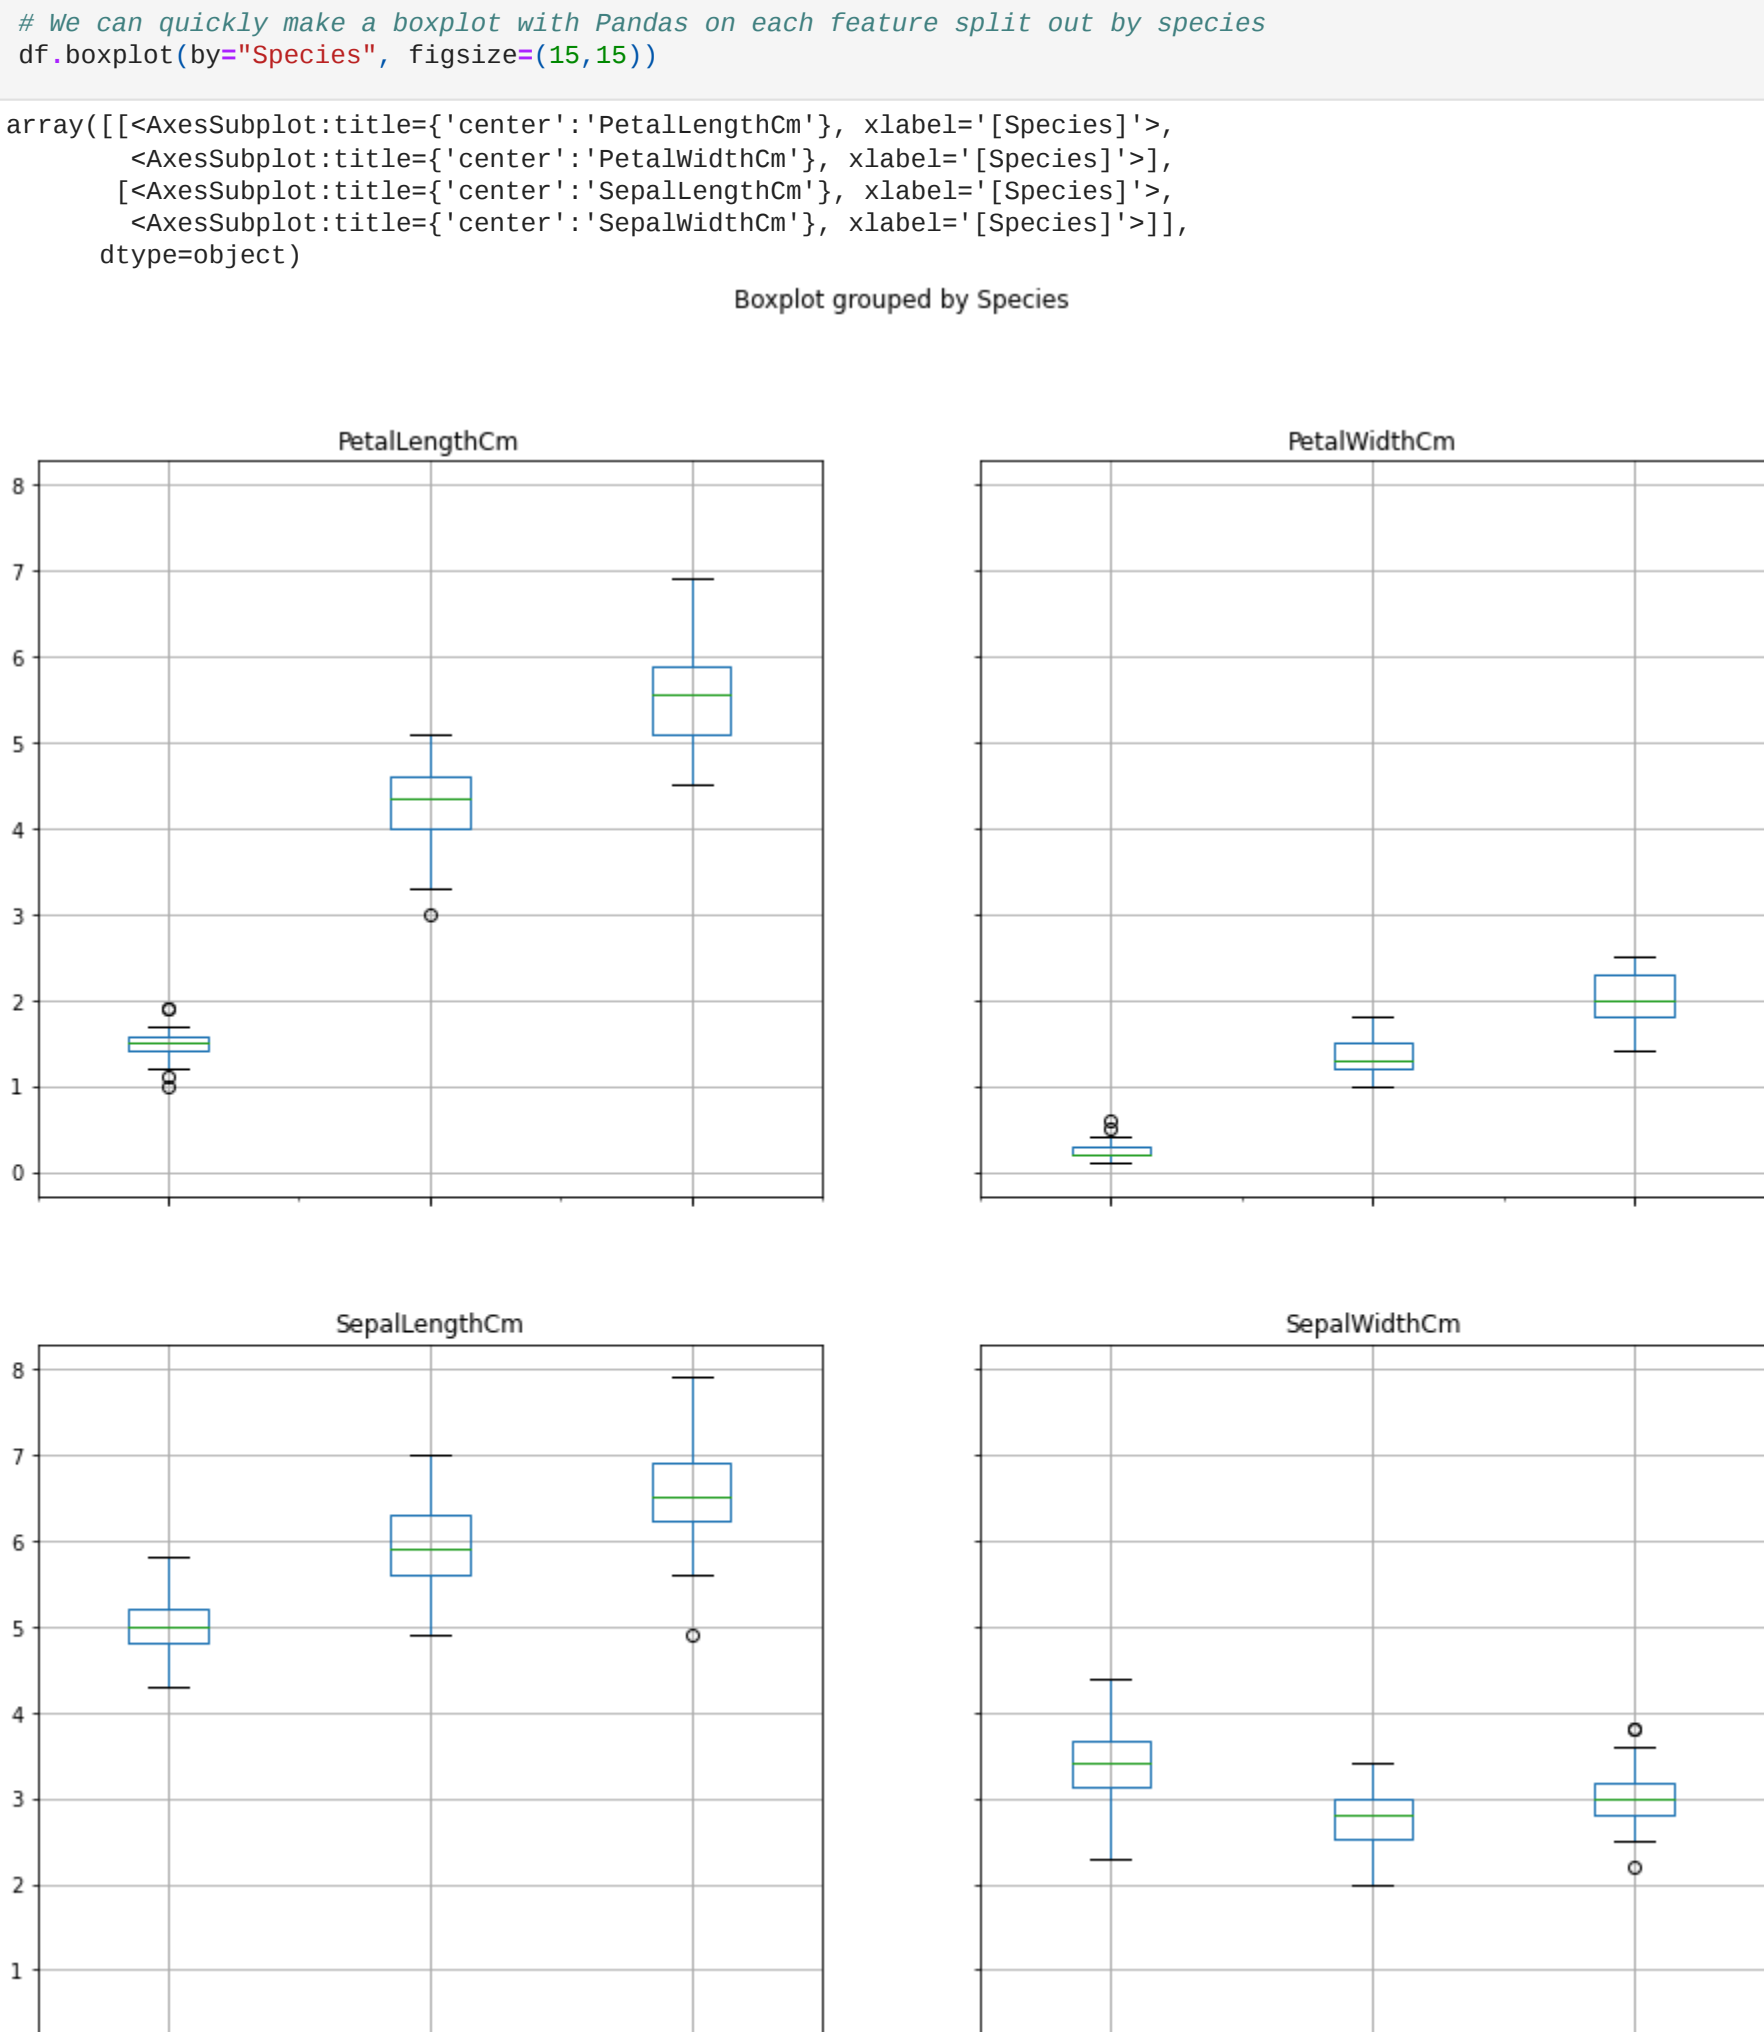 # We can quickly make a boxplot with Pandas on each feature split out by species
df.boxplot(by="Species", figsize=(15,15))
array([[<AxesSubplot:title={'center':'PetalLengthCm'}, xlabel='[Species]'>,
        <AxesSubplot:title={'center':'PetalWidthCm'}, xlabel='[Species]'>],
       [<AxesSubplot:title={'center':'SepalLengthCm'}, xlabel='[Species]'>,
        <AxesSubplot:title={'center':'SepalWidthCm'}, xlabel='[Species]'>]],
      dtype=object)
Boxplot grouped by Species
PetalLengthCm
8
7
6
5
4
3
2
1
0
PetalWidthCm
SepalLengthCm
8
7
6
5
4
3
2
1
SepalWidthCm